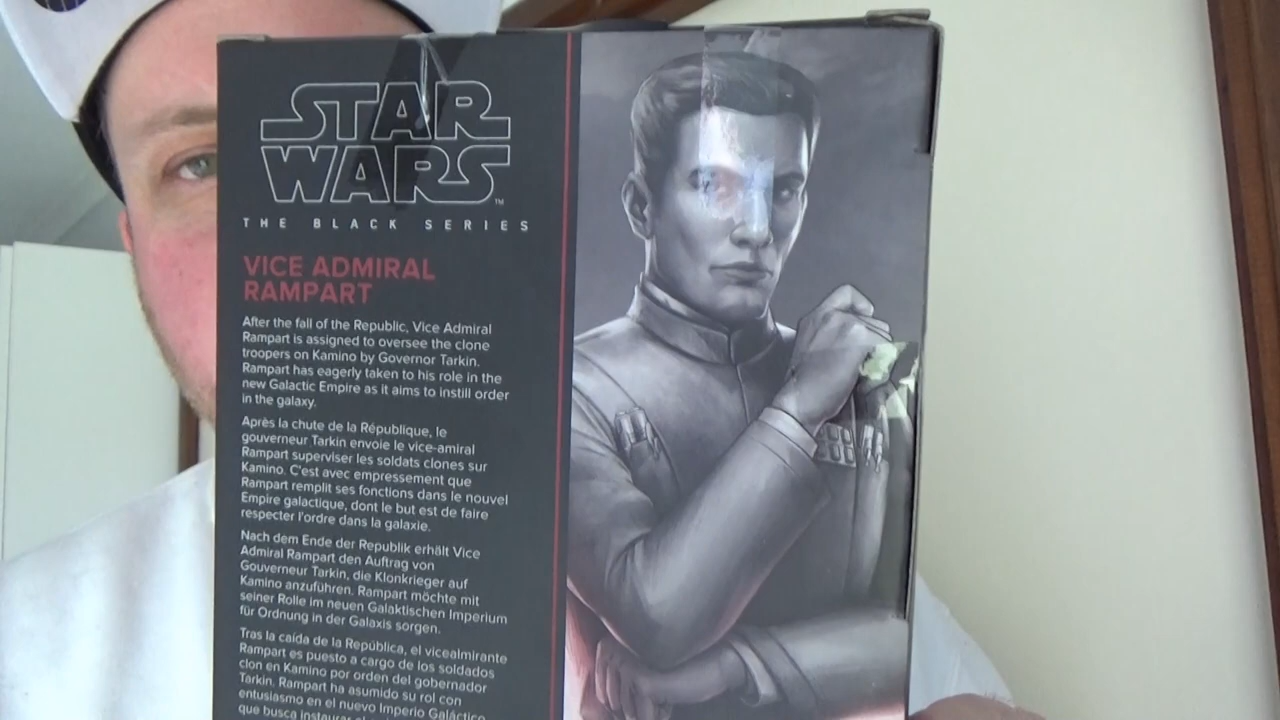 STAR
WARS
TM
THE BLACK SERIES
VICE ADMIRAL
RAMPART
After the fall of the Republic, Vice Admiral
Rampart is assigned to oversee the clone
troopers on Kamino by Governor Tarkin.
Rampart has eagerly taken to his role in the
new Galactic Empire as it aims to instill order
in the galaxy.
Après la chute de la République, le
gouverneur Tarkin envoie le vice-amiral
Rampart superviser les soldats clones sur
Kamino. C'est avec empressement que
Rampart remplit ses fonctions dans le nouvel
Empire galactique, dont le but est de faire
respecter l'ordre dans la galaxie.
Nach dem Ende der Republik erhält Vice
Admiral Rampart den Auftrag von
Gouverneur Tarkin, die Klonkrieger auf
Kamino anzuführen. Rampart möchte mit
seiner Rolle im neuen Galaktischen Imperium
für Ordnung in der Galaxis sorgen.
Tras la caída de la República, el vicealmirante
Rampart es puesto a cargo de los soldados
clon en Kamino por orden del gobernador
Tarkin. Rampart ha asumido su rol con
entusiasmo en el nuevo Imperio Galáctico
que busca instaurar